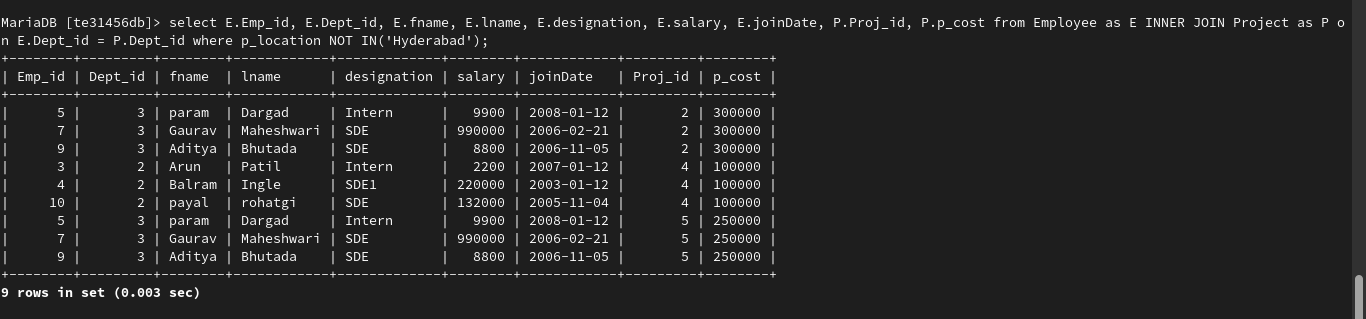 MariaDB [te31456db]> select E.Emp_id, E.Dept_id, E.fname, E.lname, E.designation, E.salary, E.joinDate, P.Proj_id, P.p_cost from Employee as E INNER JOIN Project as P o
n E.Dept_id = P.Dept_id where p_location NOT IN('Hyderabad');
+--------+---------+--------+------------+-------------+--------+------------+---------+--------+
| Emp_id | Dept_id | fname  | lname      | designation | salary | joinDate   | Proj_id | p_cost |
+--------+---------+--------+------------+-------------+--------+------------+---------+--------+
|      5 |       3 | param  | Dargad     | Intern      |   9900 | 2008-01-12 |       2 | 300000 |
|      7 |       3 | Gaurav | Maheshwari | SDE         | 990000 | 2006-02-21 |       2 | 300000 |
|      9 |       3 | Aditya | Bhutada    | SDE         |   8800 | 2006-11-05 |       2 | 300000 |
|      3 |       2 | Arun   | Patil      | Intern      |   2200 | 2007-01-12 |       4 | 100000 |
|      4 |       2 | Balram | Ingle      | SDE1        | 220000 | 2003-01-12 |       4 | 100000 |
|     10 |       2 | payal  | rohatgi    | SDE         | 132000 | 2005-11-04 |       4 | 100000 |
|      5 |       3 | param  | Dargad     | Intern      |   9900 | 2008-01-12 |       5 | 250000 |
|      7 |       3 | Gaurav | Maheshwari | SDE         | 990000 | 2006-02-21 |       5 | 250000 |
|      9 |       3 | Aditya | Bhutada    | SDE         |   8800 | 2006-11-05 |       5 | 250000 |
+--------+---------+--------+------------+-------------+--------+------------+---------+--------+
9 rows in set (0.003 sec)